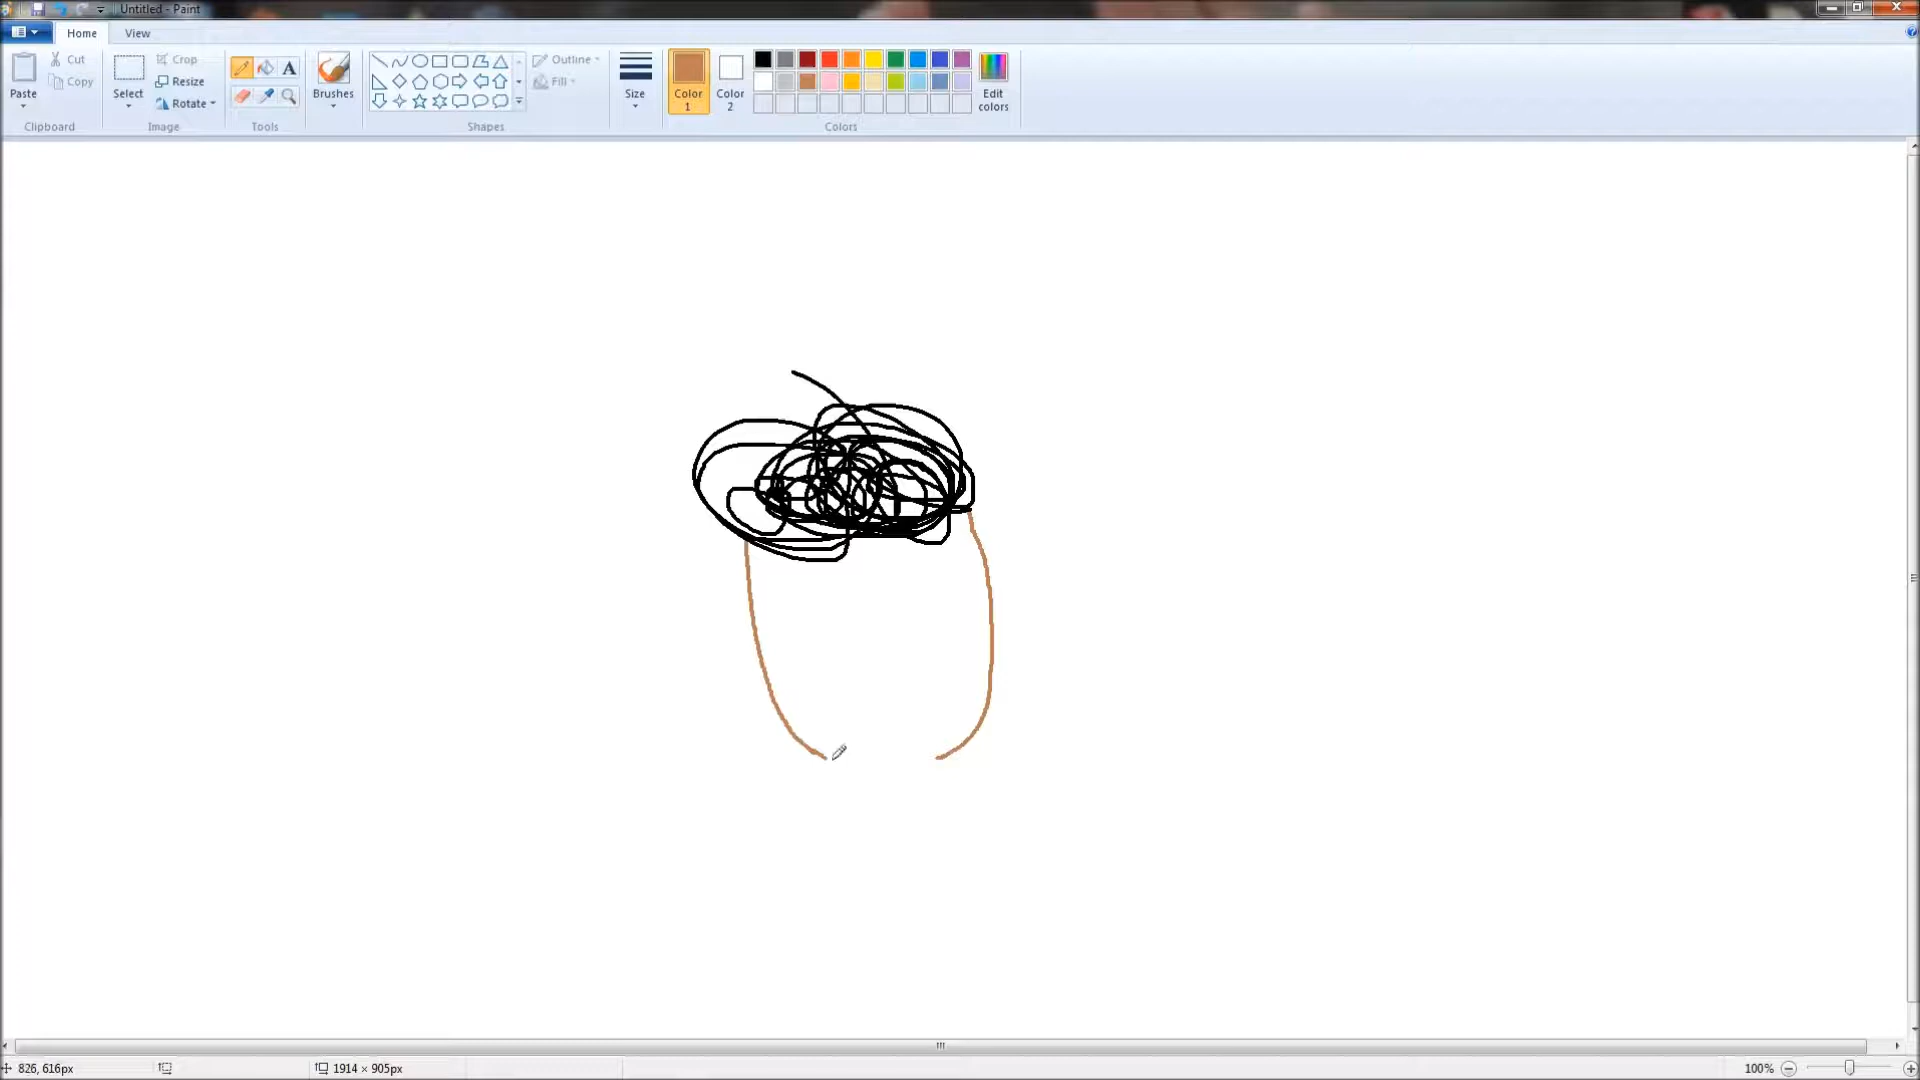 Untitled - Paint
Home View
Paste
Cut
Copy
Clipboard
Select
Crop
Resize
Rotate
Image
A
Tools
Brushes
Shapes
Outline
Fill
Size
Color 1
Color 2
Edit colors
Colors
826, 616px
1914 × 905px
100%